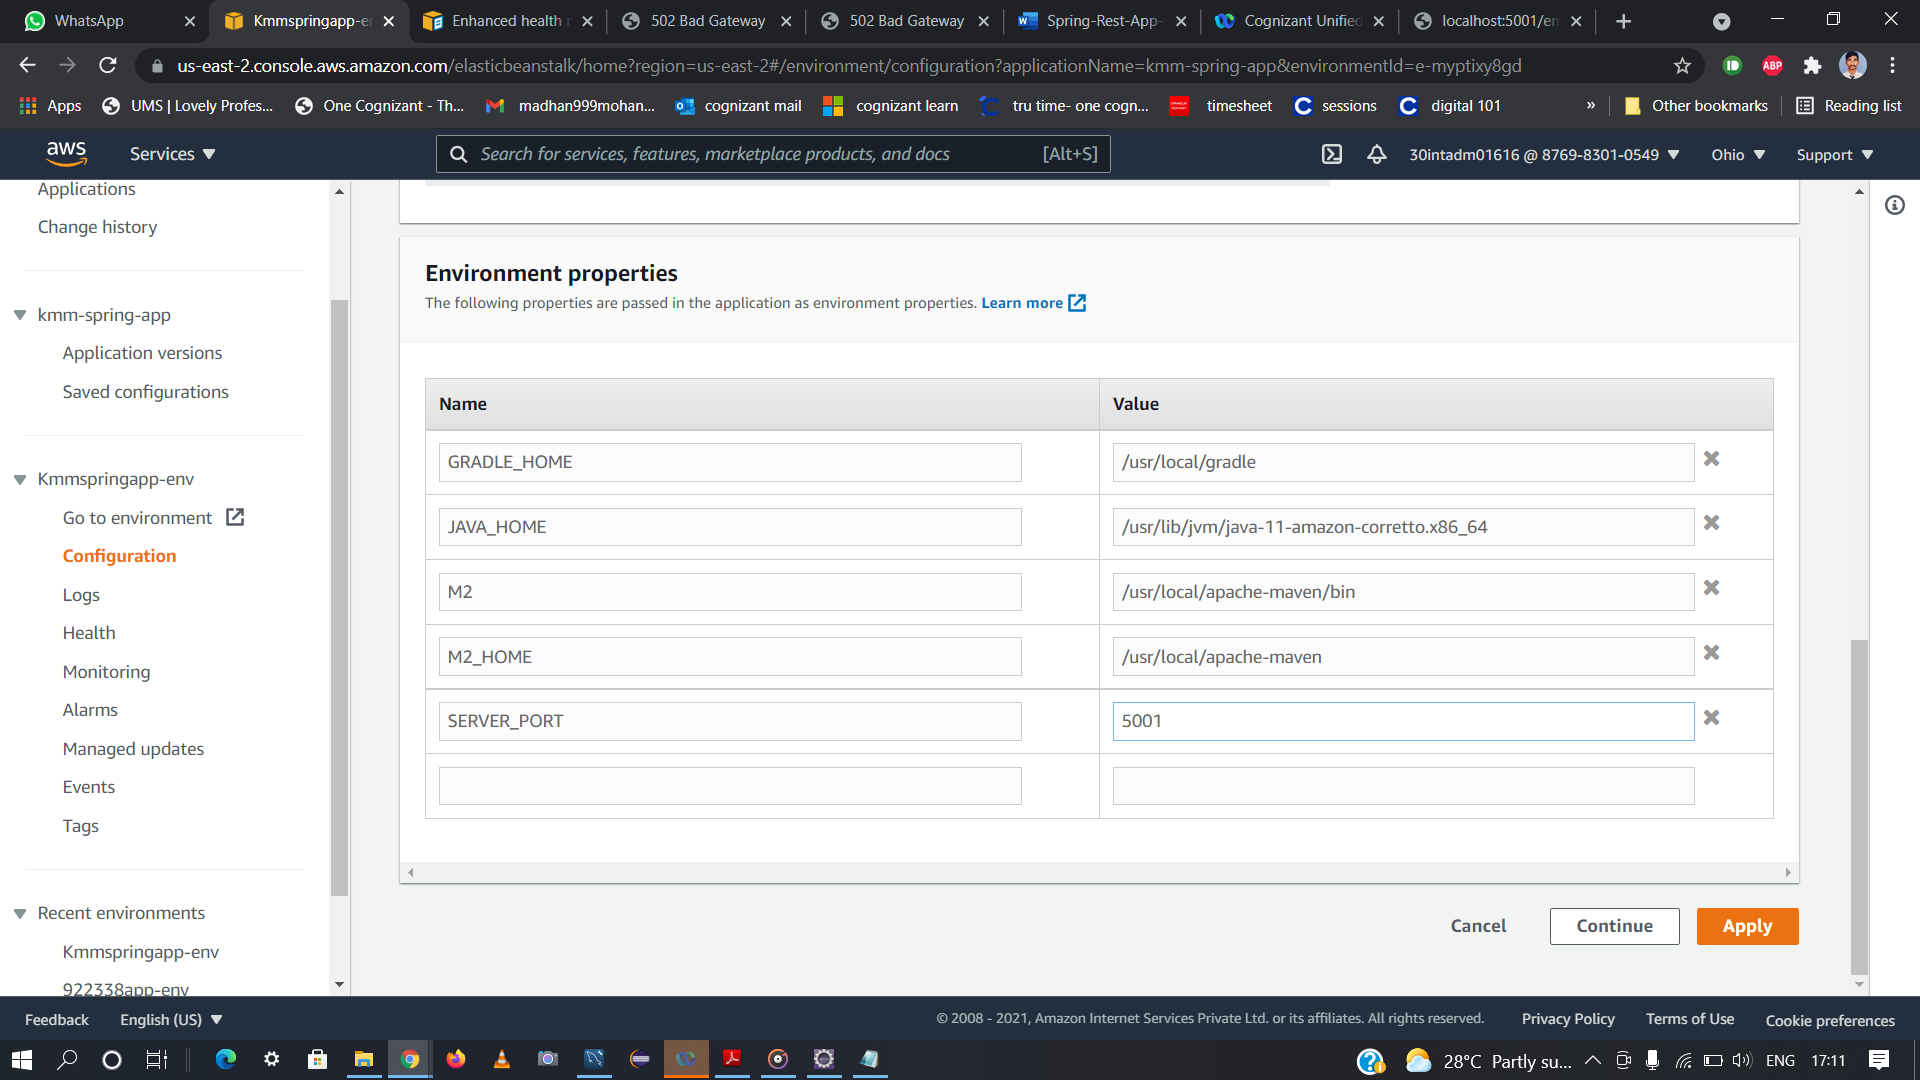 WhatsApp
Kmmspringapp-e
Enhanced health
502 Bad Gateway
502 Bad Gateway
Spring-Rest-App-
Cognizant Unified
localhost:5001/em
us-east-2.console.aws.amazon.com/elasticbeanstalk/home?region=us-east-2#/environment/configuration?applicationName=kmm-spring-app&environmentId=e-myptixy8gd
ABP
Apps
UMS | Lovely Profes...
One Cognizant - Th...
madhan999mohan...
cognizant mail
cognizant learn
tru time- one cogn...
timesheet
sessions
digital 101
»
Other bookmarks
Reading list
aws
Services
Search for services, features, marketplace products, and docs
[Alt+S]
30intadm01616 @ 8769-8301-0549
Ohio
Support
Applications
Change history
kmm-spring-app
Application versions
Saved configurations
Kmmspringapp-env
Go to environment
Configuration
Logs
Health
Monitoring
Alarms
Managed updates
Events
Tags
Recent environments
Kmmspringapp-env
922338app-env
Environment properties
The following properties are passed in the application as environment properties. Learn more
Name
Value
GRADLE_HOME
/usr/local/gradle
JAVA_HOME
/usr/lib/jvm/java-11-amazon-corretto.x86_64
M2
/usr/local/apache-maven/bin
M2_HOME
/usr/local/apache-maven
SERVER_PORT
5001
Cancel
Continue
Apply
Feedback
English (US)
© 2008 - 2021, Amazon Internet Services Private Ltd. or its affiliates. All rights reserved.
Privacy Policy
Terms of Use
Cookie preferences
28°C Partly su...
ENG
17:11